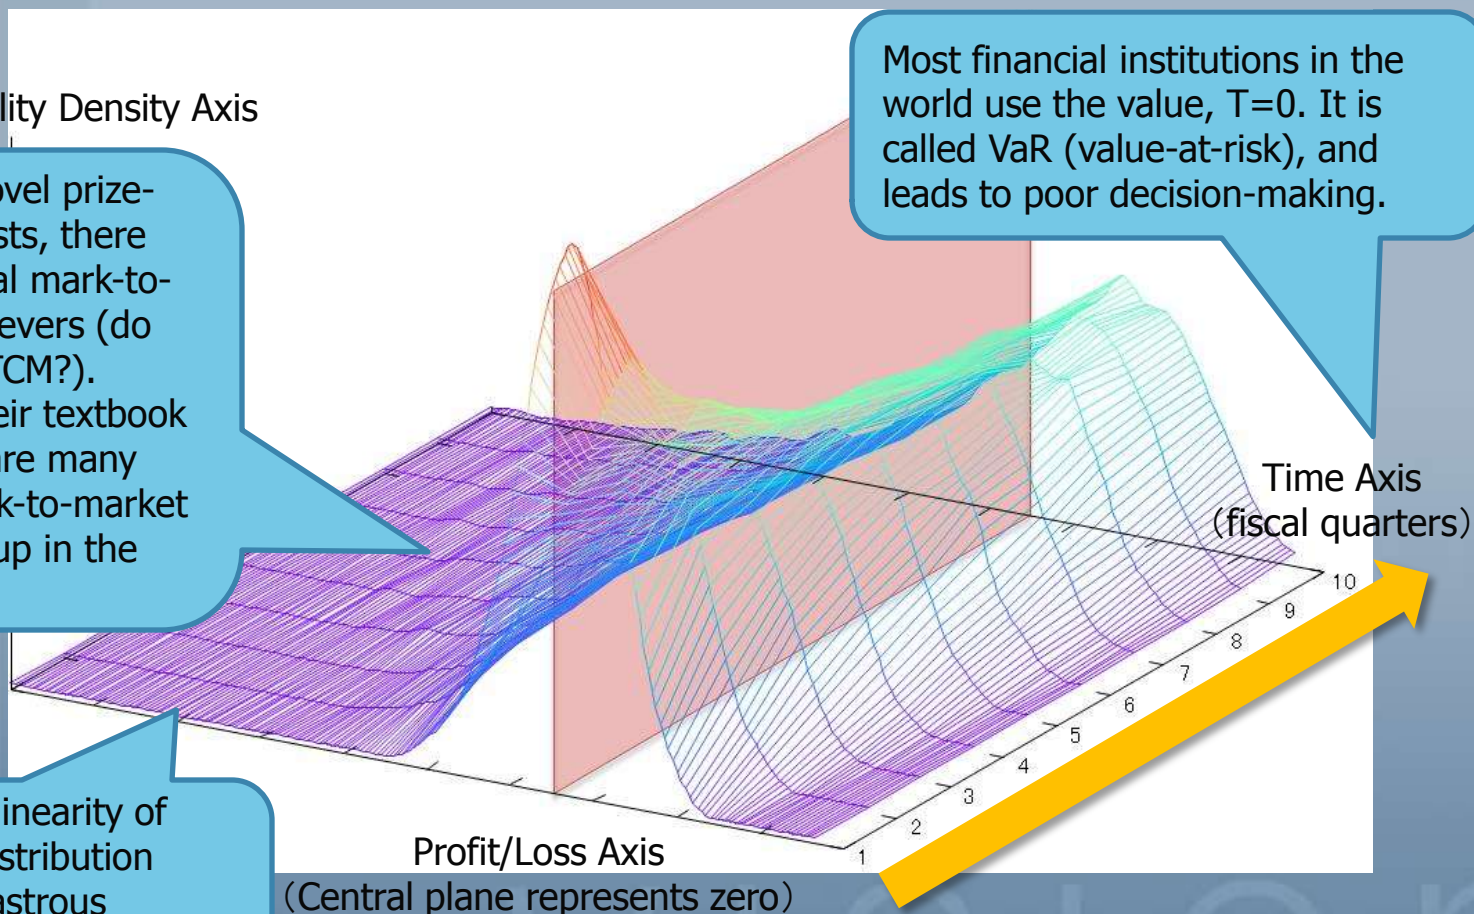 lity Density Axis
Most financial institutions in the
world use the value, T=0. It is
called VaR (value-at-risk), and
leads to poor decision-making.
ovel prize-
sts, there
al mark-to-
evers (do
TCM?).
eir textbook
are many
k-to-market
up in the
Time Axis
（fiscal quarters）
10
9
8
7
6
5
4
3
2
1
linearity of
stribution
astrous
Profit/Loss Axis
（Central plane represents zero）